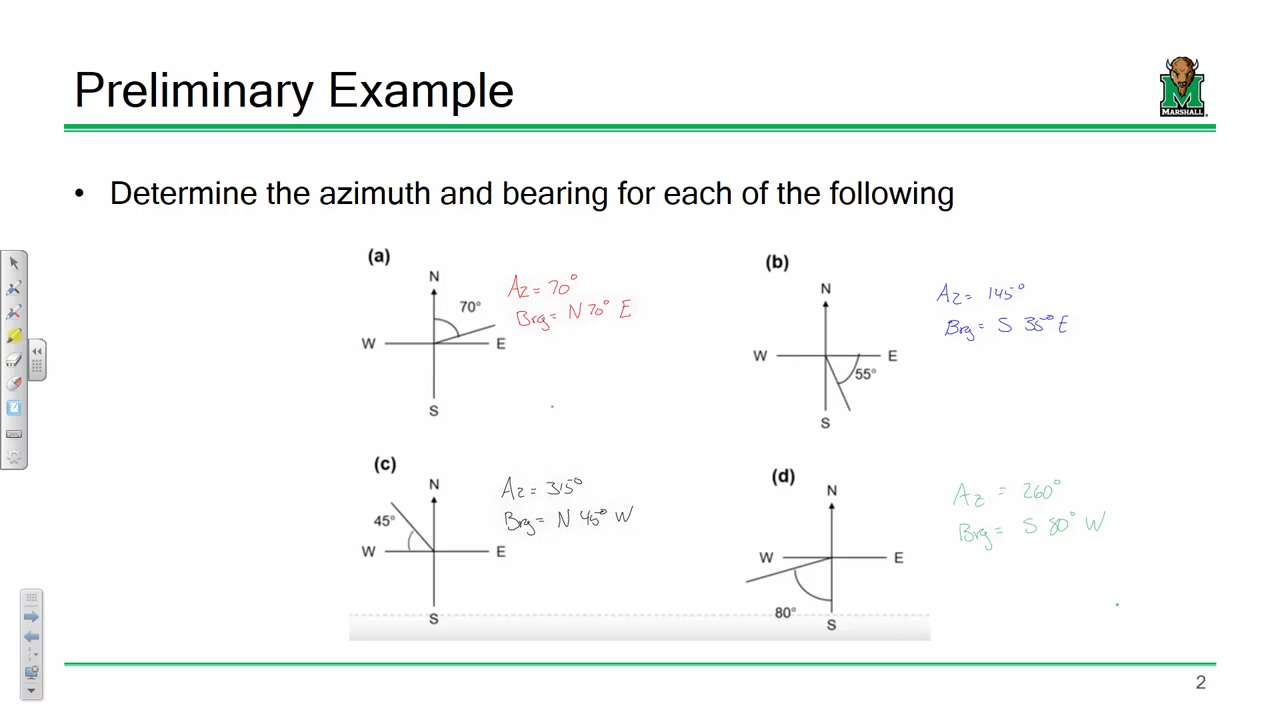 Preliminary Example
MARSHALL
• Determine the azimuth and bearing for each of the following
(a)
N
70°
W
E
S
Az = 70°
Brg = N 70° E
(b)
N
W
E
55°
S
Az = 145°
Brg = S 35° E
(c)
N
45°
W
E
S
Az = 315°
Brg = N 45° W
(d)
N
W
E
80°
S
Az = 260°
Brg = S 80° W
2